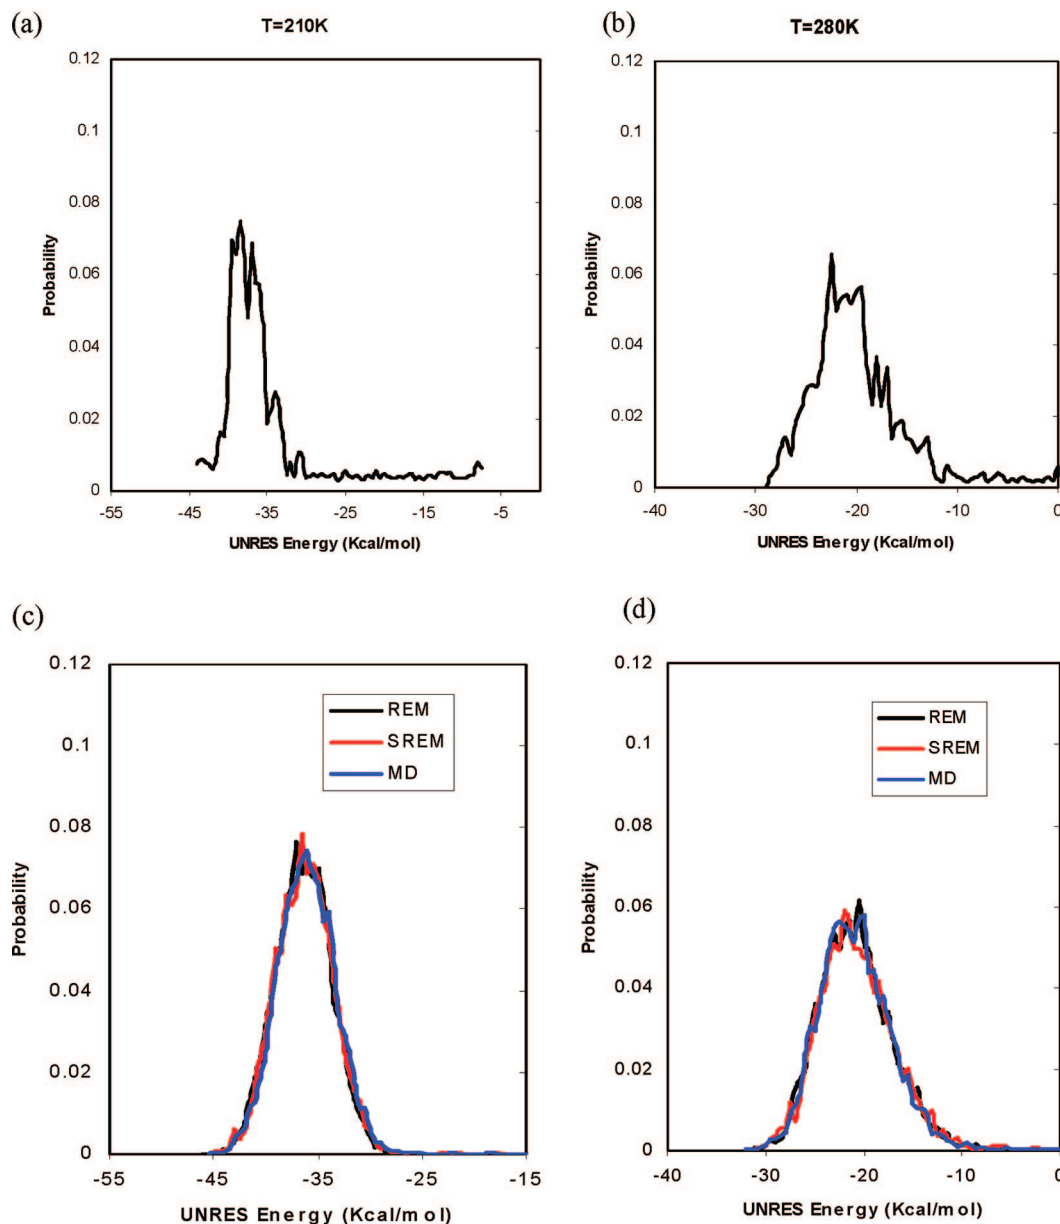 (a)
T=210K
0.12
0.1
0.08
0.06
0.04
0.02
0
Probability
-55
-45
-35
-25
-15
-5
UNRES Energy (Kcal/mol)
(b)
T=280K
0.12
0.1
0.08
0.06
0.04
0.02
0
Probability
-40
-30
-20
-10
0
UNRES Energy (Kcal/mol)
(c)
0.12
0.1
0.08
0.06
0.04
0.02
0
Probability
REM
SREM
MD
-55
-45
-35
-25
-15
UNRES Energy (Kcal/mol)
(d)
0.12
0.1
0.08
0.06
0.04
0.02
0
Probability
REM
SREM
MD
-40
-30
-20
-10
0
UNRES Energy (Kcal/mol)